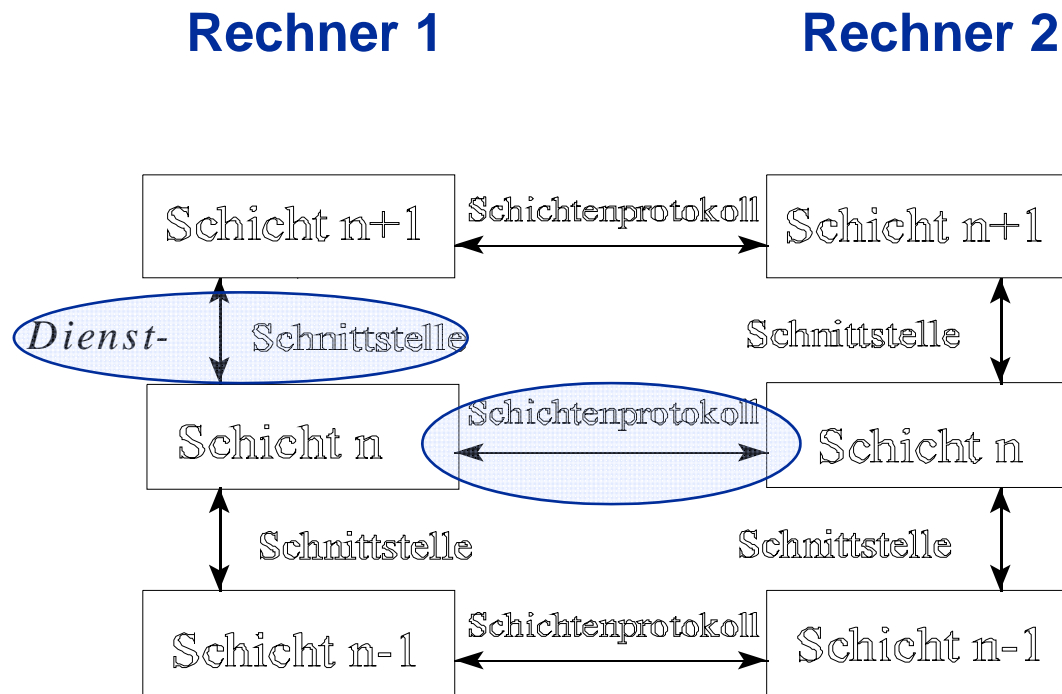 Rechner 1 Rechner 2
Schicht n+1 Schichtenprotokoll Schicht n+1
Dienst- Schnittstelle Schnittstelle
Schicht n Schichtenprotokoll Schicht n
Schnittstelle Schnittstelle
Schicht n-1 Schichtenprotokoll Schicht n-1